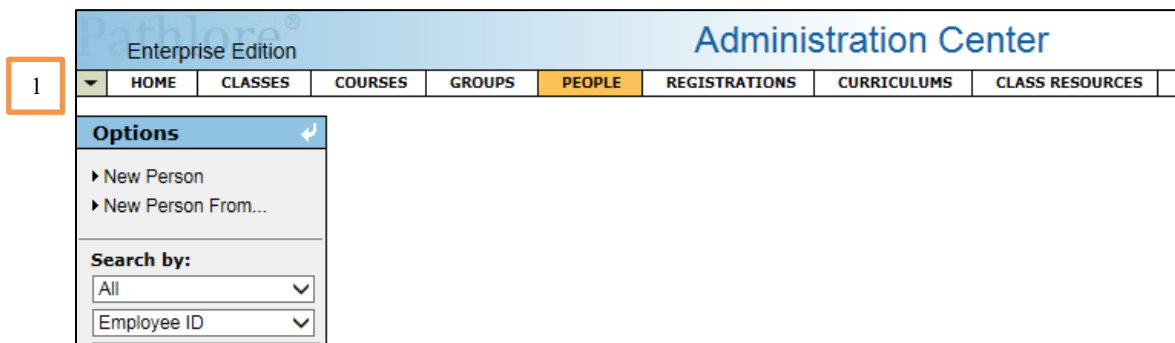 Pathlore®
Enterprise Edition
Administration Center
1
HOME CLASSES COURSES GROUPS PEOPLE REGISTRATIONS CURRICULUMS CLASS RESOURCES
Options
New Person
New Person From...
Search by:
All
Employee ID